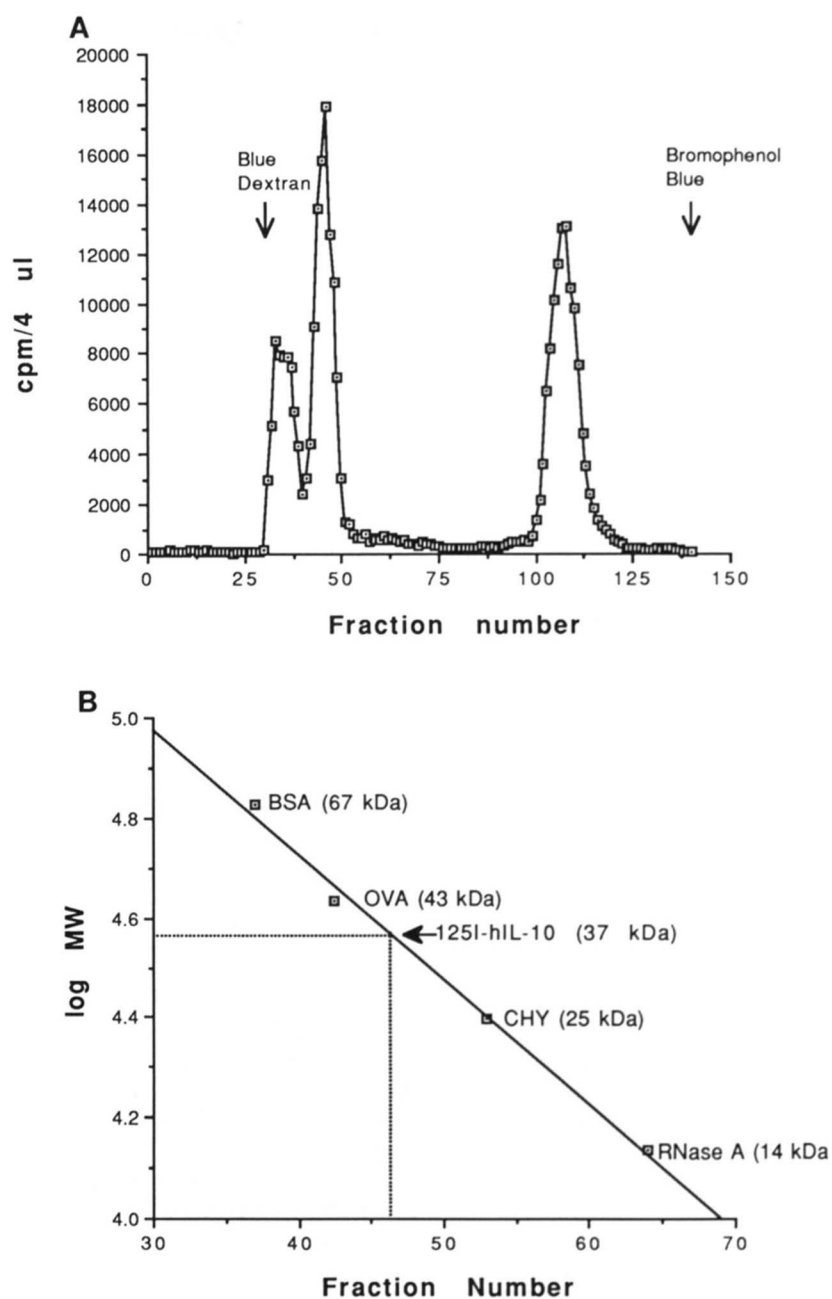 A
20000
18000
16000
14000
12000
10000
8000
6000
4000
2000
0
cpm/4 ul
Blue
Dextran
Bromophenol
Blue
0 25 50 75 100 125 150
Fraction number
B
5.0
4.8
4.6
4.4
4.2
4.0
log MW
BSA (67 kDa)
OVA (43 kDa)
125I-hIL-10 (37 kDa)
CHY (25 kDa)
RNase A (14 kDa
30 40 50 60 70
Fraction Number